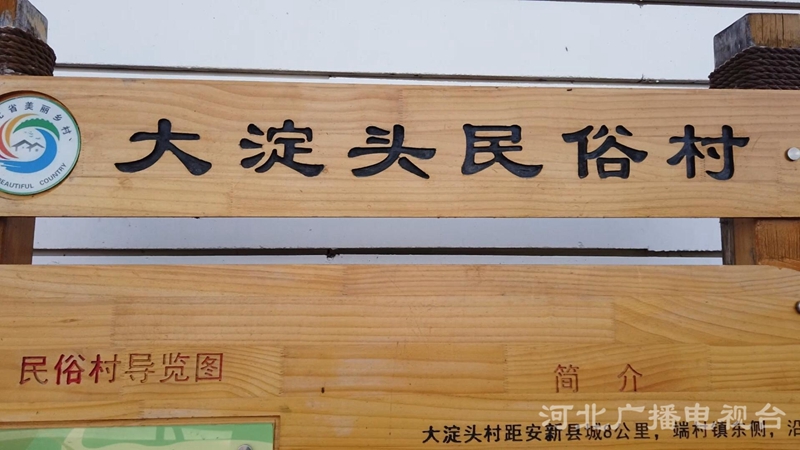 省美丽乡村
BEAUTIFUL COUNTRY
大淀头民俗村
民俗村导览图
简介
大淀头村距安新县城8公里，端村镇东侧，沿
河北广播电视台